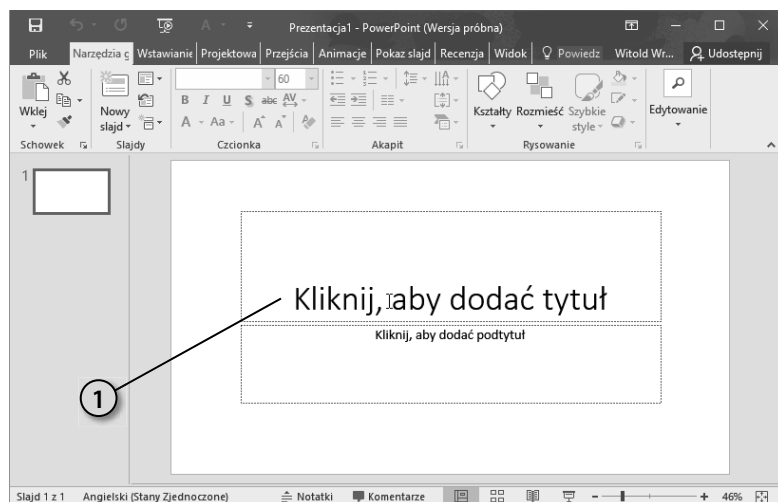 Prezentacja1 - PowerPoint (Wersja próbna)
Plik Narzędzia g Wstawianie Projektowa Przejścia Animacje Pokaz slajd Recenzja Widok Powiedz Witold Wr... Udostępnij
60
B I U S abc AV
A Aa A A
Wklej
Nowy slajd
Kształty Rozmieść Szybkie style
Edytowanie
Schowek Slajdy Czcionka Akapit Rysowanie
1
Kliknij, aby dodać tytuł
Kliknij, aby dodać podtytuł
1
Slajd 1 z 1 Angielski (Stany Zjednoczone) Notatki Komentarze 46%